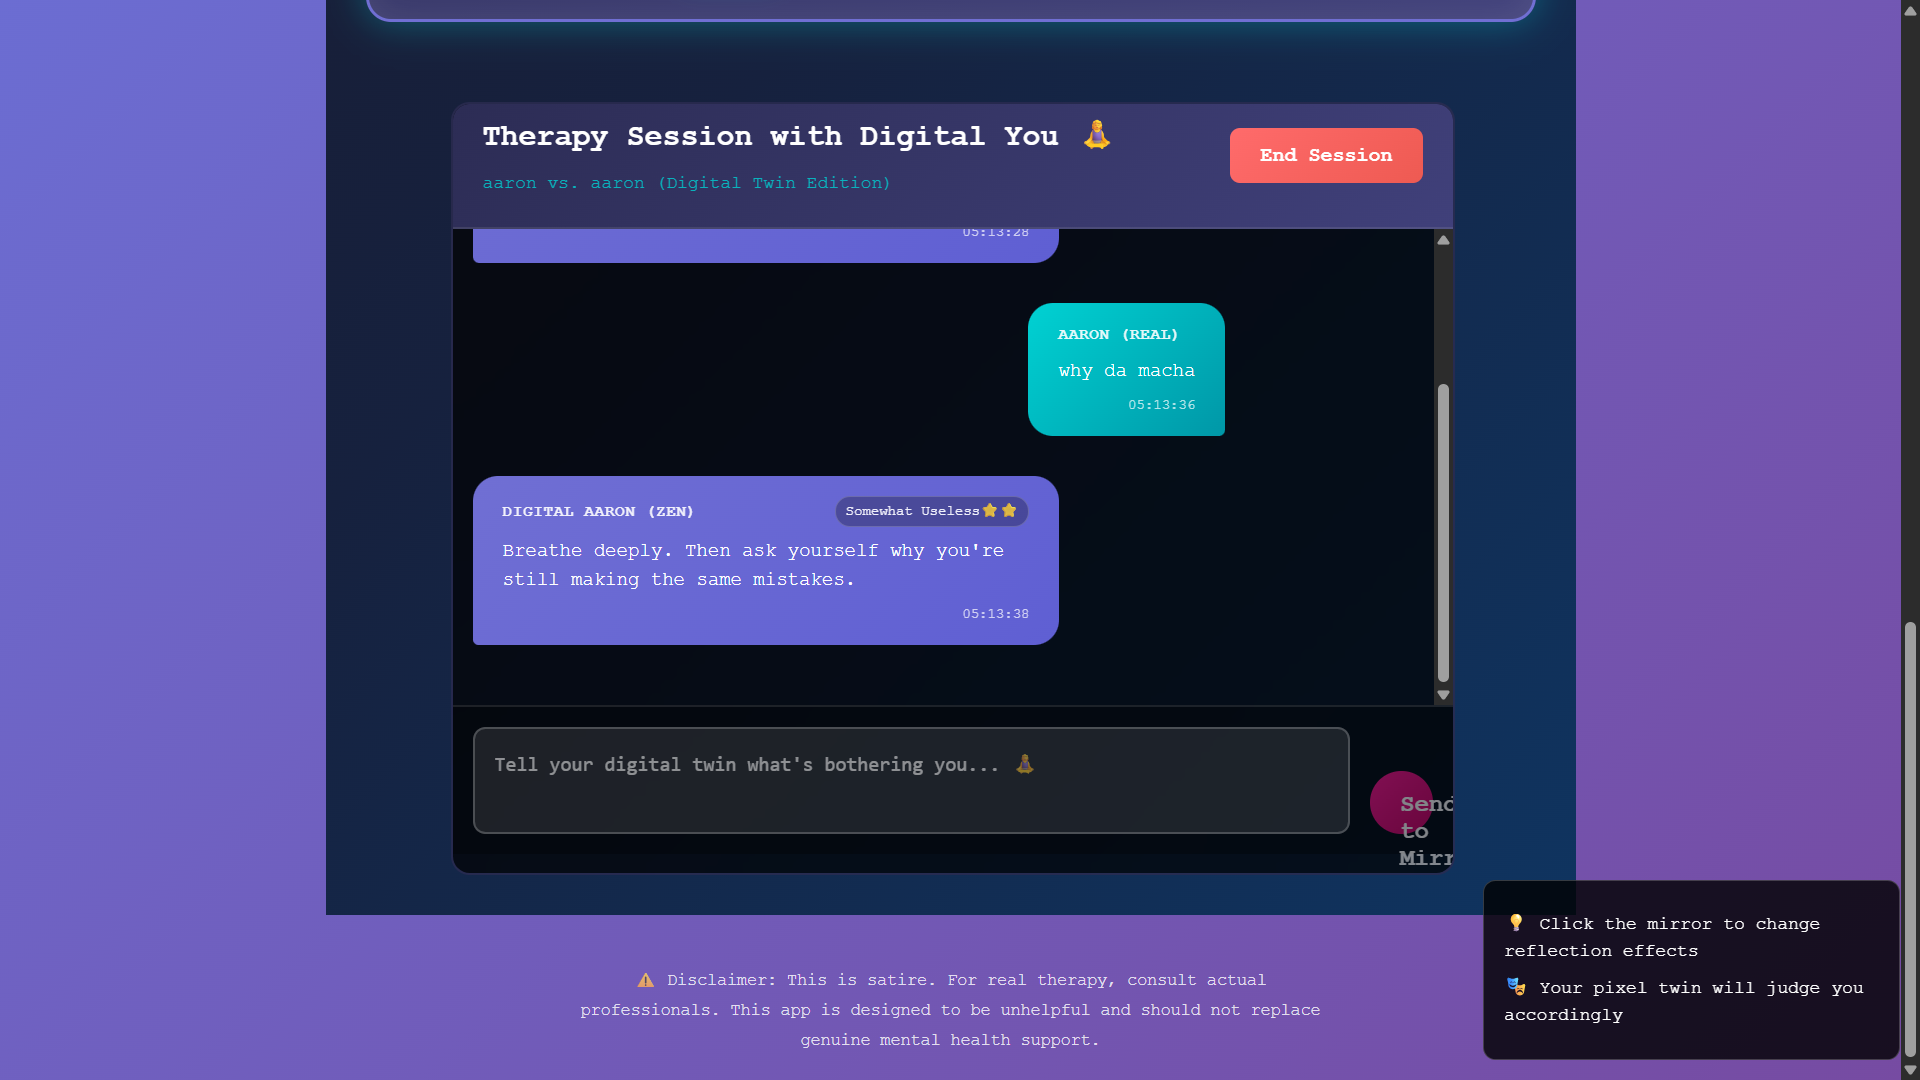 Therapy Session with Digital You 🧘
aaron vs. aaron (Digital Twin Edition)
End Session
05:13:28
AARON (REAL)
why da macha
05:13:36
DIGITAL AARON (ZEN)
Somewhat Useless⭐⭐
Breathe deeply. Then ask yourself why you're
still making the same mistakes.
05:13:38
Tell your digital twin what's bothering you... 🧘
Send
to
Mirr
💡 Click the mirror to change
reflection effects
🎭 Your pixel twin will judge you
accordingly
⚠️ Disclaimer: This is satire. For real therapy, consult actual
professionals. This app is designed to be unhelpful and should not replace
genuine mental health support.